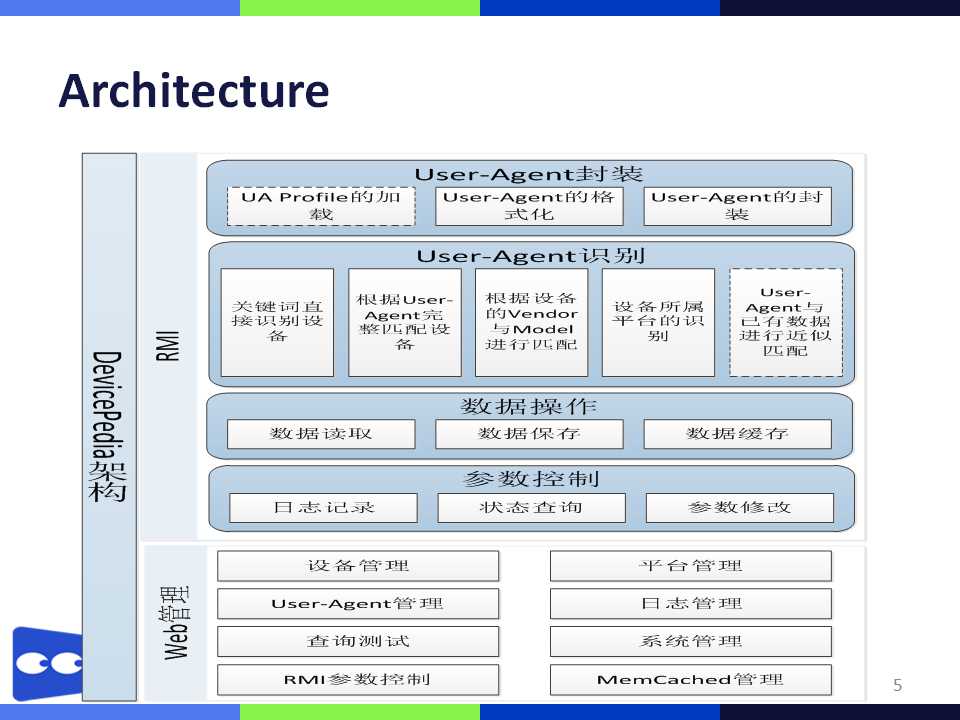 Architecture
DevicePedia架构
RMI
User-Agent封装
UA Profile的加
载
User-Agent的格
式化
User-Agent的封
装
User-Agent识别
关键词直
接识别设
备
根据User-
Agent完
整匹配设
备
根据设备
的Vendor
与Model
进行匹配
设备所属
平台的识
别
User-
Agent与
已有数据
进行近似
匹配
数据操作
数据读取
数据保存
数据缓存
参数控制
日志记录
状态查询
参数修改
Web管理
设备管理
平台管理
User-Agent管理
日志管理
查询测试
系统管理
RMI参数控制
MemCached管理
5